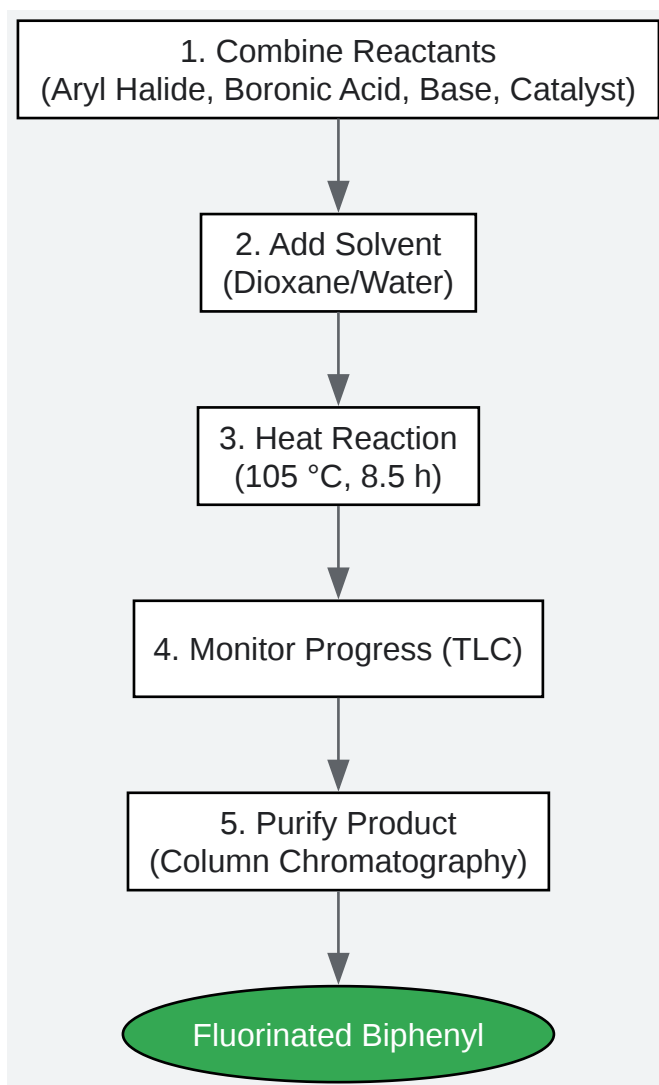 1. Combine Reactants
(Aryl Halide, Boronic Acid, Base, Catalyst)
2. Add Solvent
(Dioxane/Water)
3. Heat Reaction
(105 °C, 8.5 h)
4. Monitor Progress (TLC)
5. Purify Product
(Column Chromatography)
Fluorinated Biphenyl